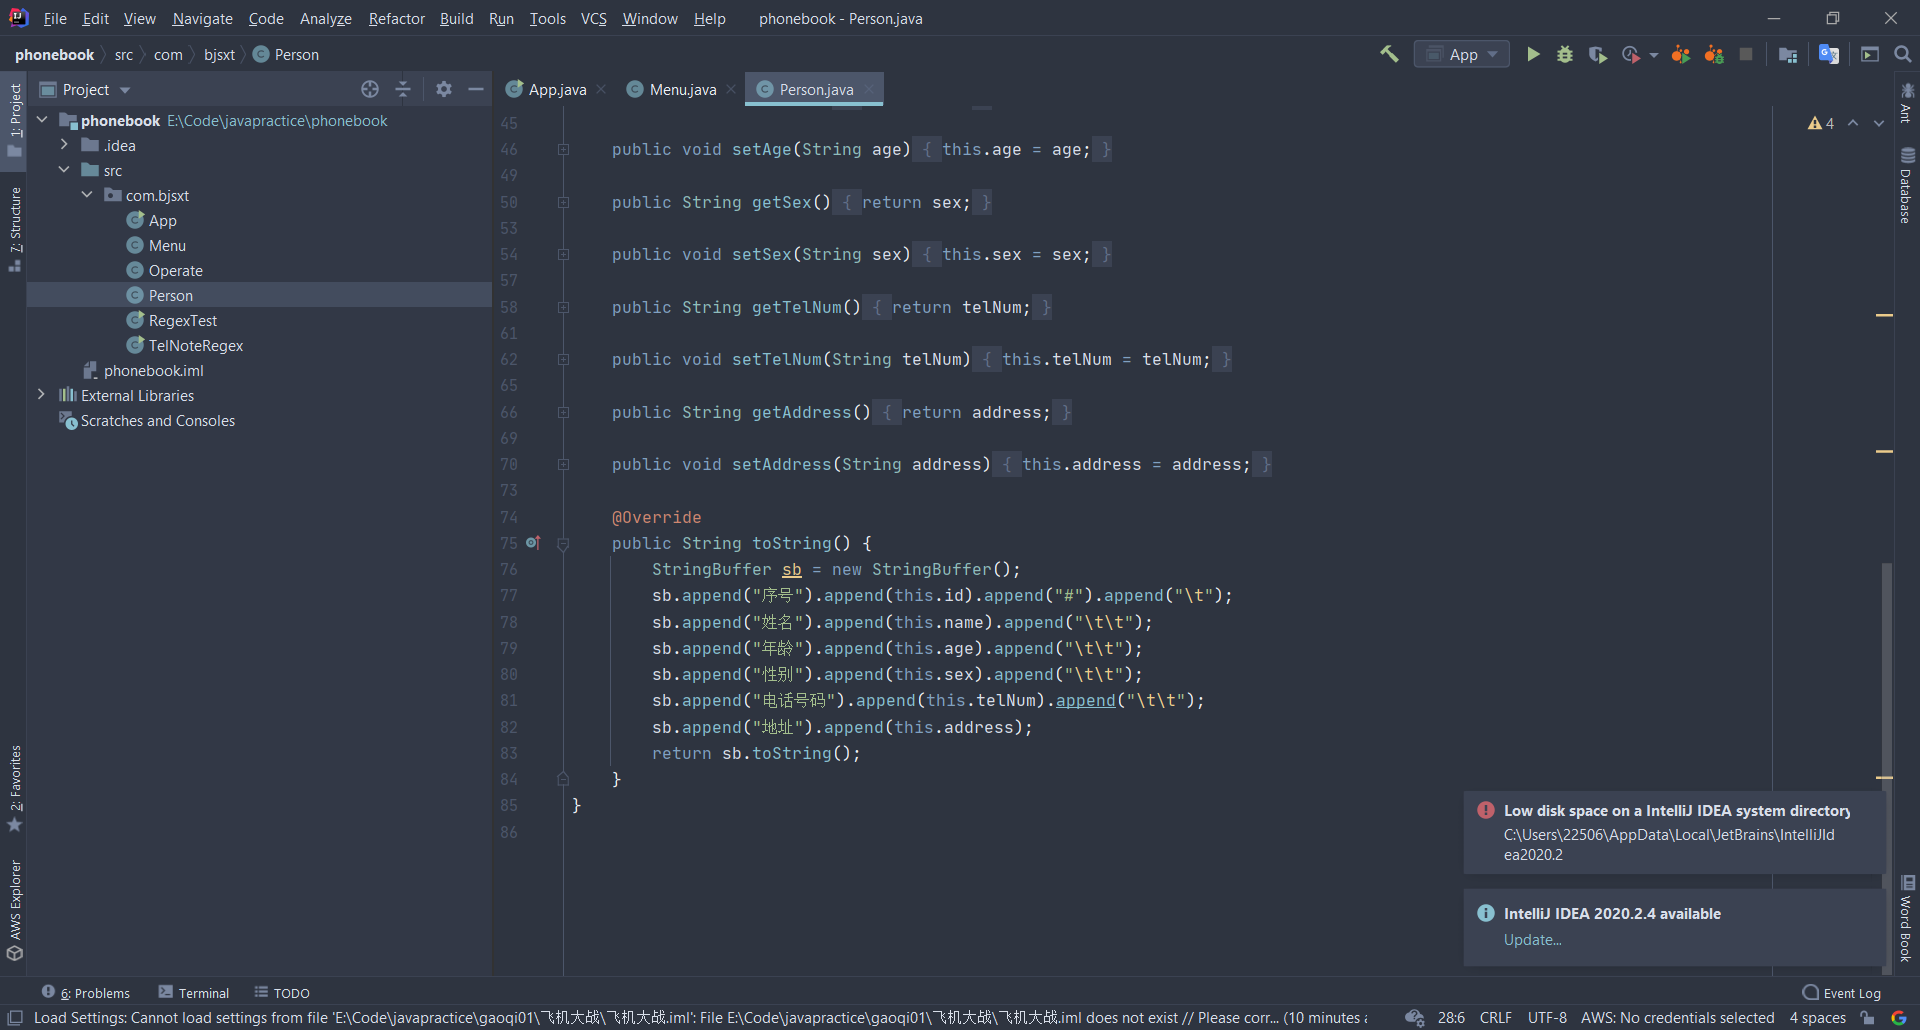 File Edit View Navigate Code Analyze Refactor Build Run Tools VCS Window Help phonebook - Person.java
phonebook src com bjsxt Person App
Project
App.java Menu.java Person.java
1: Project
7: Structure
2: Favorites
AWS Explorer
phonebook E:\Code\javapractice\phonebook
.idea
src
com.bjsxt
App
Menu
Operate
Person
RegexTest
TelNoteRegex
phonebook.iml
External Libraries
Scratches and Consoles
4
45
46 public void setAge(String age) { this.age = age; }
49
50 public String getSex() { return sex; }
53
54 public void setSex(String sex) { this.sex = sex; }
57
58 public String getTelNum() { return telNum; }
61
62 public void setTelNum(String telNum) { this.telNum = telNum; }
65
66 public String getAddress() { return address; }
69
70 public void setAddress(String address) { this.address = address; }
73
74 @Override
75 public String toString() {
76 StringBuffer sb = new StringBuffer();
77 sb.append("序号").append(this.id).append("#").append("\t");
78 sb.append("姓名").append(this.name).append("\t\t");
79 sb.append("年龄").append(this.age).append("\t\t");
80 sb.append("性别").append(this.sex).append("\t\t");
81 sb.append("电话号码").append(this.telNum).append("\t\t");
82 sb.append("地址").append(this.address);
83 return sb.toString();
84 }
85 }
86
Ant
Database
Word Book
Low disk space on a IntelliJ IDEA system directory
C:\Users\22506\AppData\Local\JetBrains\IntelliJId
ea2020.2
IntelliJ IDEA 2020.2.4 available
Update...
6: Problems Terminal TODO Event Log
Load Settings: Cannot load settings from file 'E:\Code\javapractice\gaoqi01\飞机大战\飞机大战.iml': File E:\Code\javapractice\gaoqi01\飞机大战\飞机大战.iml does not exist // Please corr... (10 minutes a 28:6 CRLF UTF-8 AWS: No credentials selected 4 spaces